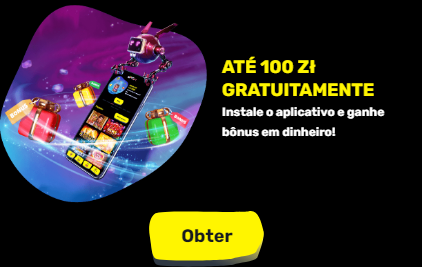 ATÉ 100 Zł
GRATUITAMENTE
Instale o aplicativo e ganhe
bônus em dinheiro!
Obter